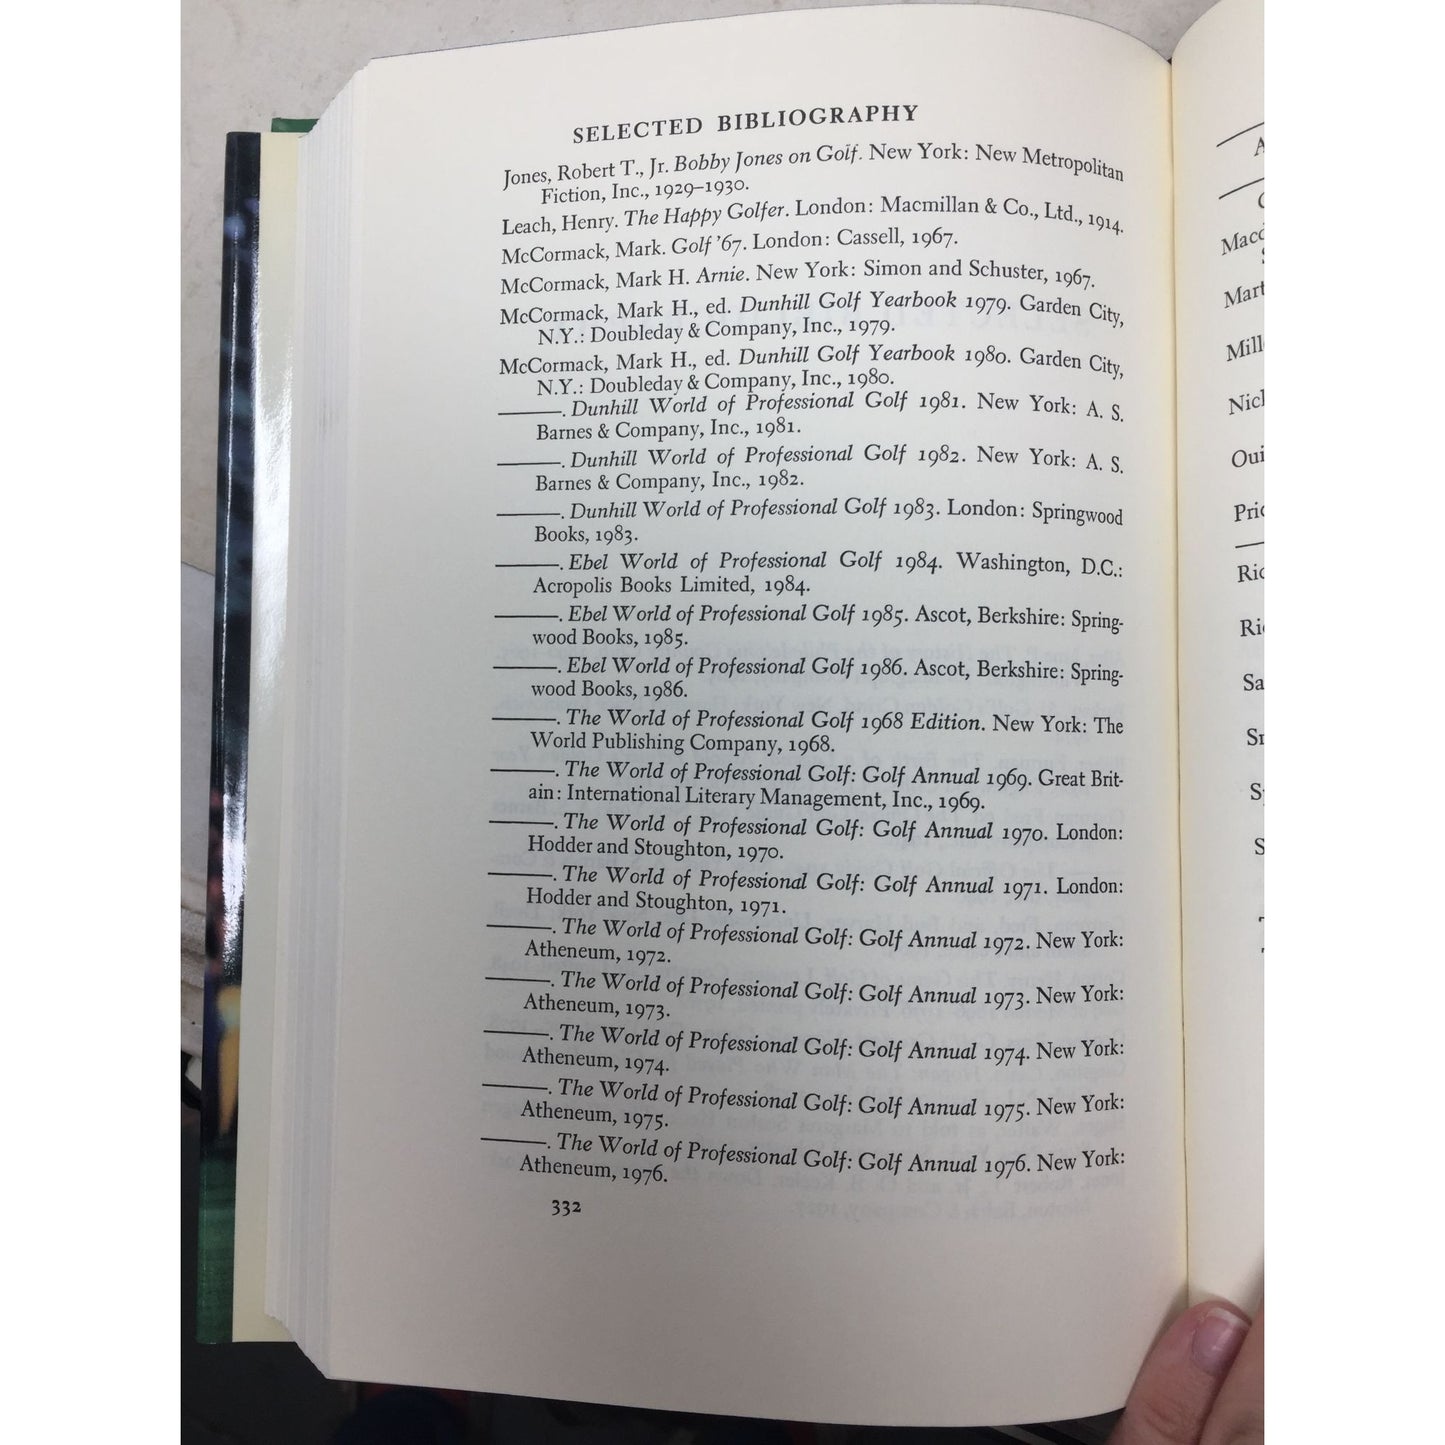 SELECTED BIBLIOGRAPHY
Jones, Robert T., Jr. Bobby Jones on Golf. New York: New Metropolitan
Fiction, Inc., 1929–1930.
Leach, Henry. The Happy Golfer. London: Macmillan & Co., Ltd., 1914.
McCormack, Mark. Golf '67. London: Cassell, 1967.
McCormack, Mark H. Arnie. New York: Simon and Schuster, 1967.
McCormack, Mark H., ed. Dunhill Golf Yearbook 1979. Garden City,
N.Y.: Doubleday & Company, Inc., 1979.
McCormack, Mark H., ed. Dunhill Golf Yearbook 1980. Garden City,
N.Y.: Doubleday & Company, Inc., 1980.
———. Dunhill World of Professional Golf 1981. New York: A. S.
Barnes & Company, Inc., 1981.
———. Dunhill World of Professional Golf 1982. New York: A. S.
Barnes & Company, Inc., 1982.
———. Dunhill World of Professional Golf 1983. London: Springwood
Books, 1983.
———. Ebel World of Professional Golf 1984. Washington, D.C.:
Acropolis Books Limited, 1984.
———. Ebel World of Professional Golf 1985. Ascot, Berkshire: Spring-
wood Books, 1985.
———. Ebel World of Professional Golf 1986. Ascot, Berkshire: Spring-
wood Books, 1986.
———. The World of Professional Golf 1968 Edition. New York: The
World Publishing Company, 1968.
———. The World of Professional Golf: Golf Annual 1969. Great Brit-
ain: International Literary Management, Inc., 1969.
———. The World of Professional Golf: Golf Annual 1970. London:
Hodder and Stoughton, 1970.
———. The World of Professional Golf: Golf Annual 1971. London:
Hodder and Stoughton, 1971.
———. The World of Professional Golf: Golf Annual 1972. New York:
Atheneum, 1972.
———. The World of Professional Golf: Golf Annual 1973. New York:
Atheneum, 1973.
———. The World of Professional Golf: Golf Annual 1974. New York:
Atheneum, 1974.
———. The World of Professional Golf: Golf Annual 1975. New York:
Atheneum, 1975.
———. The World of Professional Golf: Golf Annual 1976. New York:
Atheneum, 1976.
332